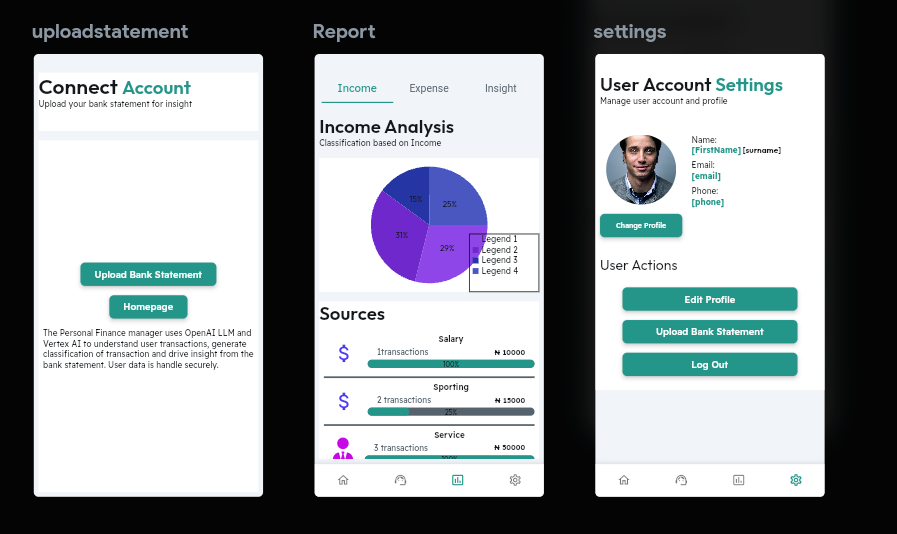 uploadstatement
Connect Account
Upload your bank statement for insight
Upload Bank Statement
Homepage
The Personal Finance manager uses OpenAI LLM and
Vertex AI to understand user transactions, generate
classification of transaction and drive insight from the
bank statement. User data is handle securely.
Report
Income Expense Insight
Income Analysis
Classification based on Income
15%
25%
31%
29%
Legend 1
Legend 2
Legend 3
Legend 4
Sources
Salary
1transactions ₦ 10000
100%
Sporting
2 transactions ₦ 15000
25%
Service
3 transactions ₦ 50000
100%
settings
User Account Settings
Manage user account and profile
Name:
[FirstName] [surname]
Email:
[email]
Phone:
[phone]
Change Profile
User Actions
Edit Profile
Upload Bank Statement
Log Out